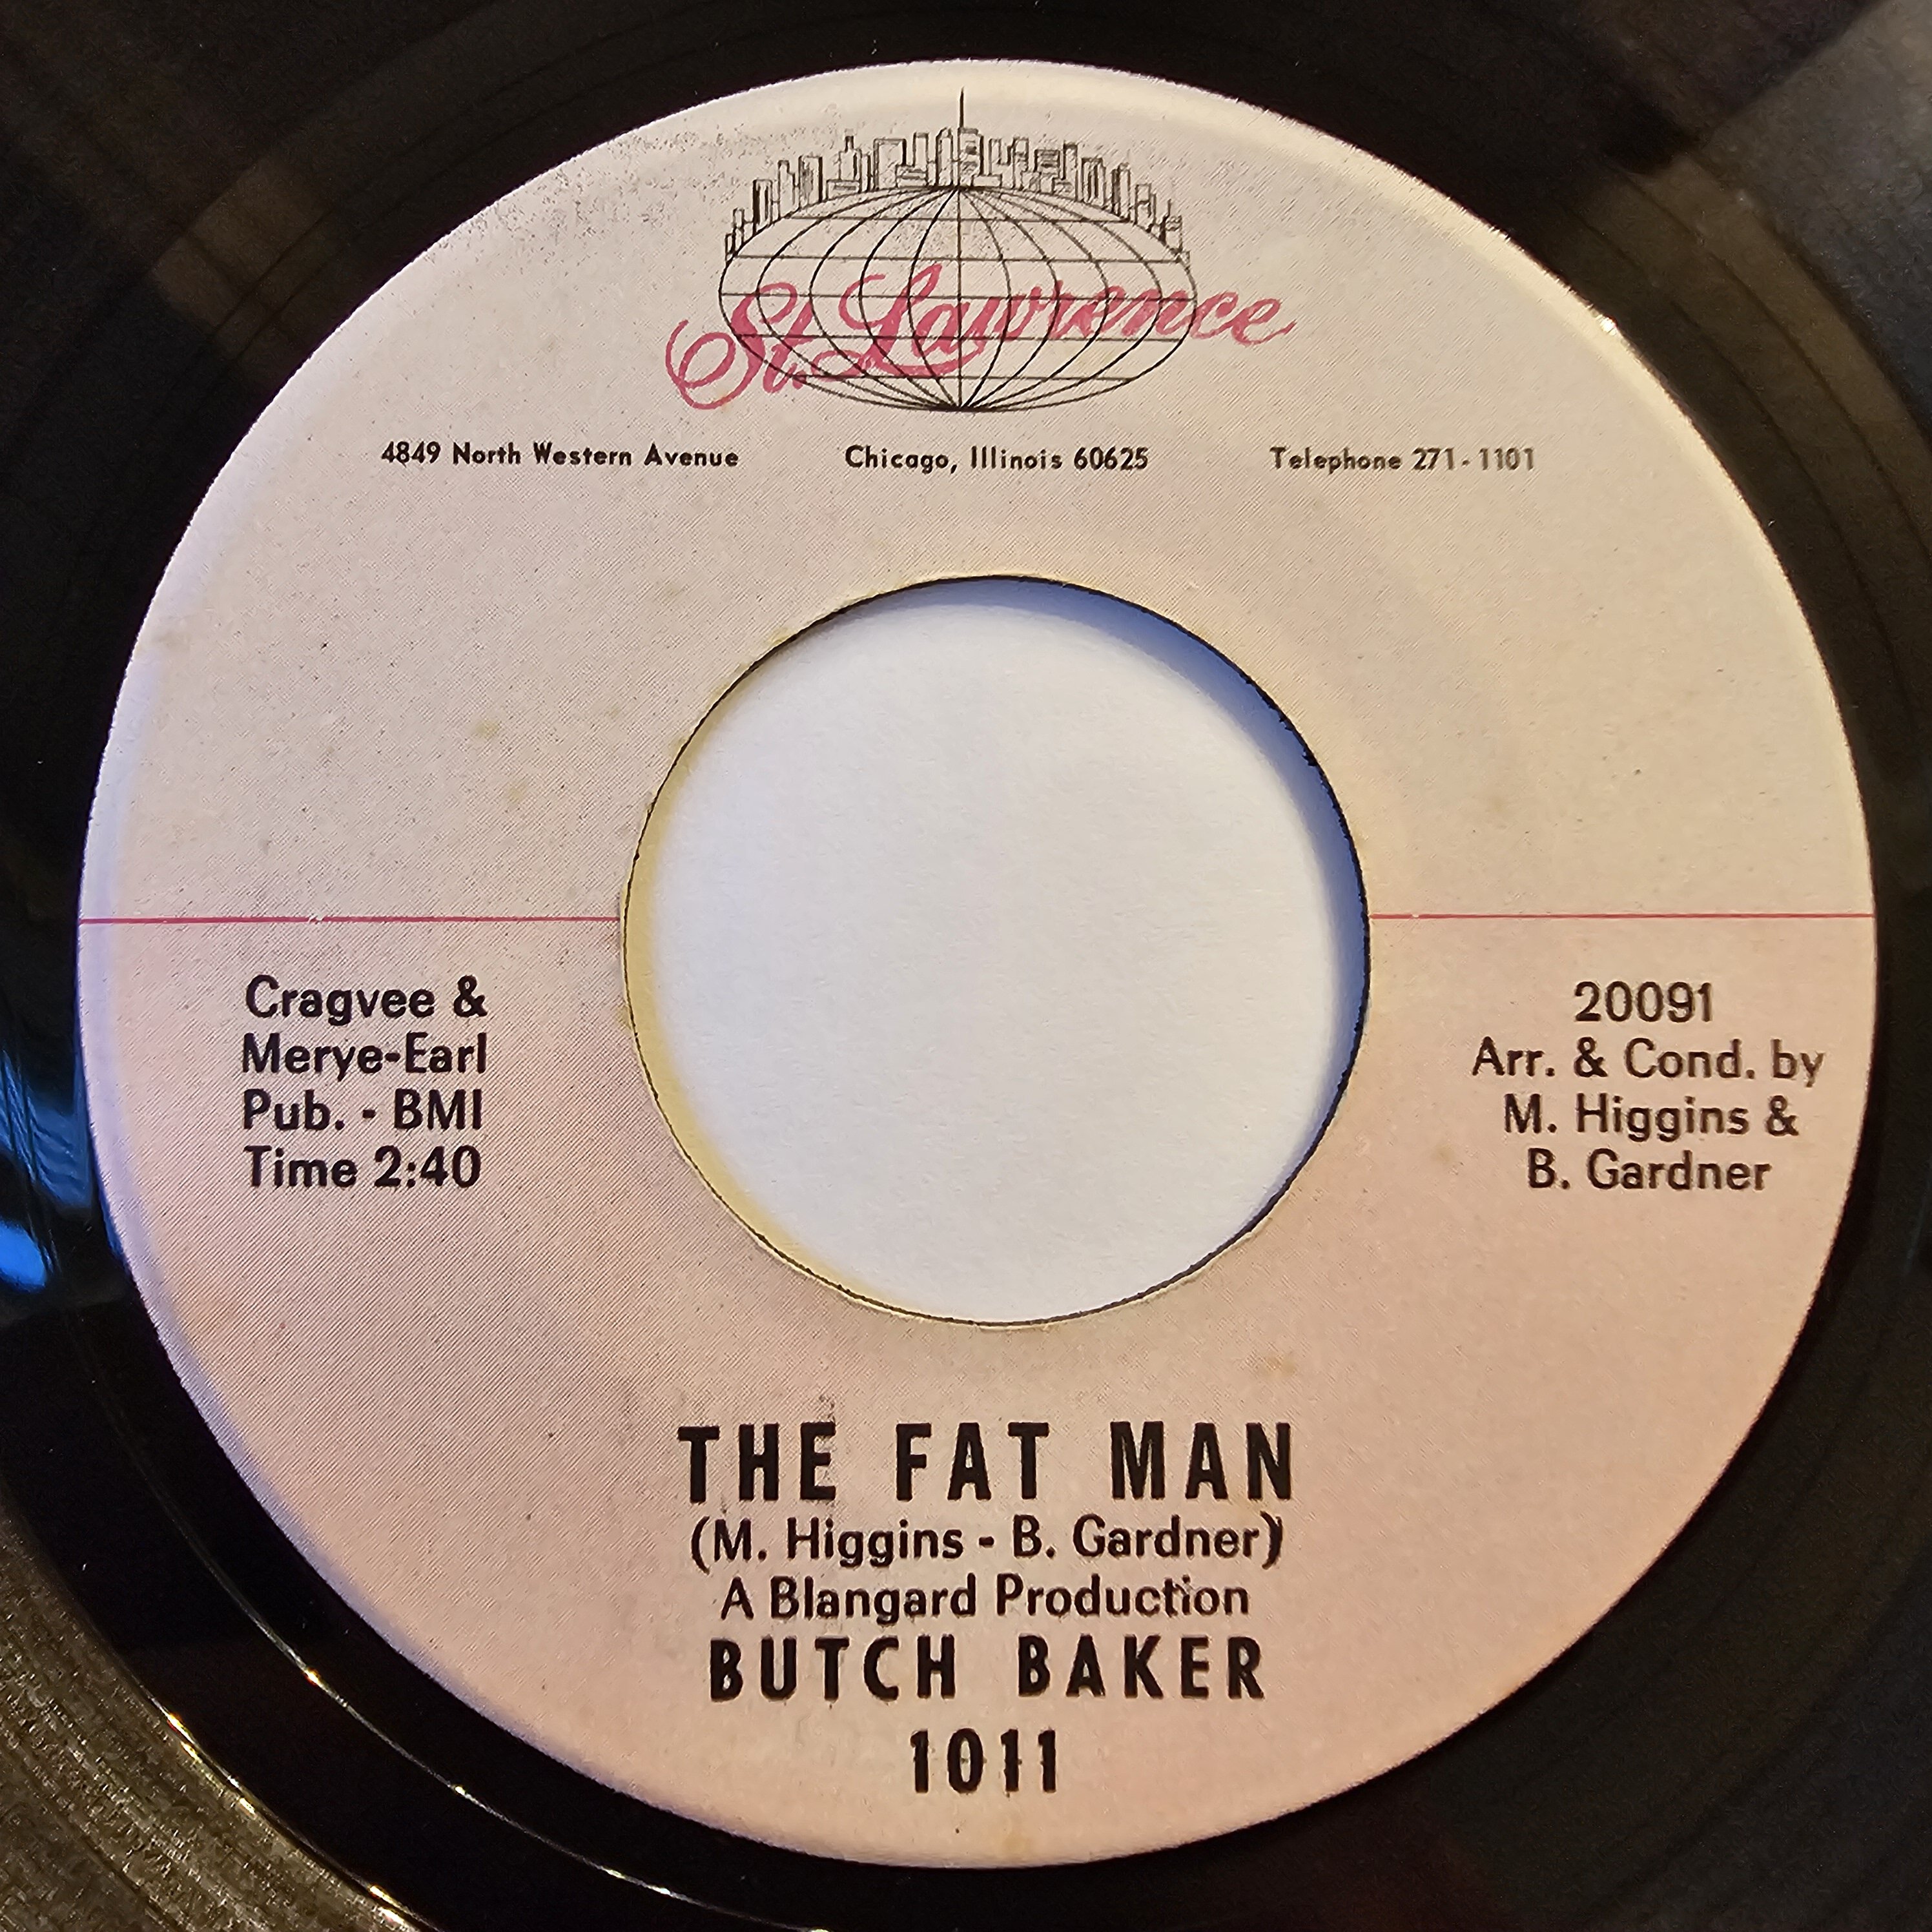 St. Lawrence
4849 North Western Avenue Chicago, Illinois 60625 Telephone 271-1101
Cragvee &
Merye-Earl
Pub. - BMI
Time 2:40
20091
Arr. & Cond. by
M. Higgins &
B. Gardner
THE FAT MAN
(M. Higgins - B. Gardner)
A Blangard Production
BUTCH BAKER
1011